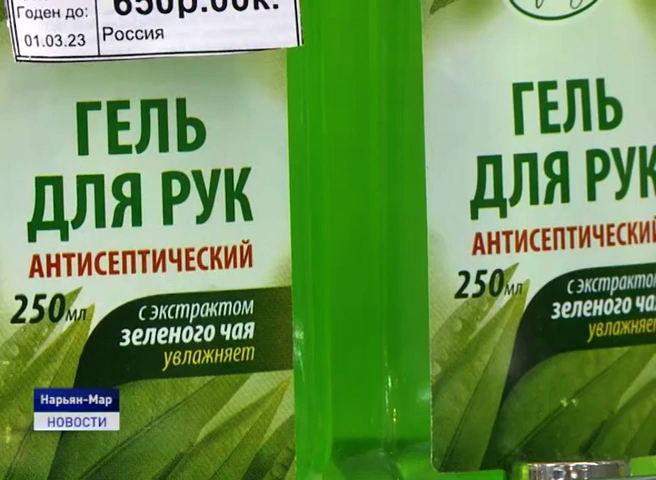 650р.00к.
Годен до:
01.03.23
Россия
ГЕЛЬ
ДЛЯ РУК
АНТИСЕПТИЧЕСКИЙ
250мл
с экстрактом
зеленого чая
увлажняет
ГЕЛЬ
ДЛЯ РУК
АНТИСЕПТИЧЕСКИЙ
250мл
с экстрактом
зеленого чая
увлажняет
Нарьян-Мар
НОВОСТИ